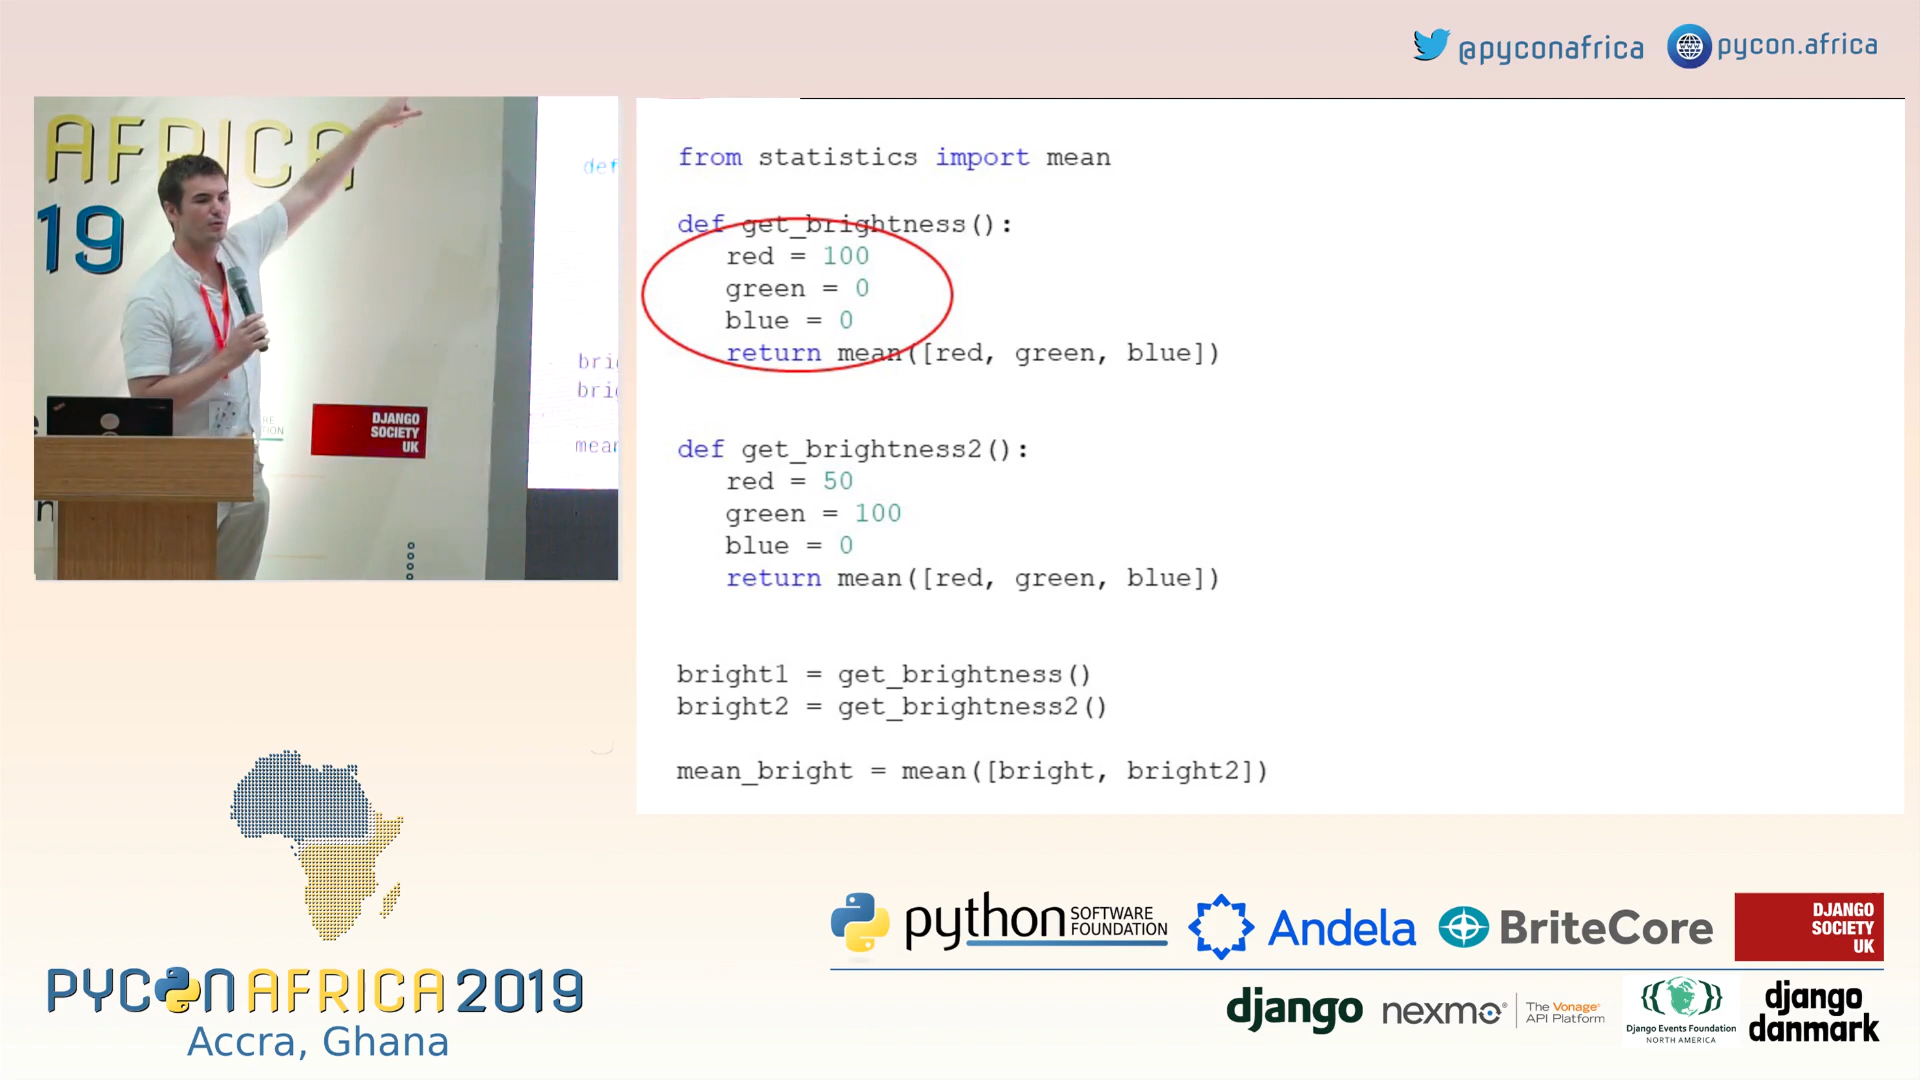 @pyconafrica pycon.africa
AFRICA
19
def
DJANGO
SOCIETY
UK
from statistics import mean
def get_brightness():
red = 100
green = 0
blue = 0
return mean([red, green, blue])
def get_brightness2():
red = 50
green = 100
blue = 0
return mean([red, green, blue])
bright1 = get_brightness()
bright2 = get_brightness2()
mean_bright = mean([bright, bright2])
PYCON AFRICA 2019
Accra, Ghana
python SOFTWARE
FOUNDATION
Andela
BriteCore
DJANGO
SOCIETY
UK
django
nexmo
The Vonage®
API Platform
Django Events Foundation
NORTH AMERICA
django
danmark